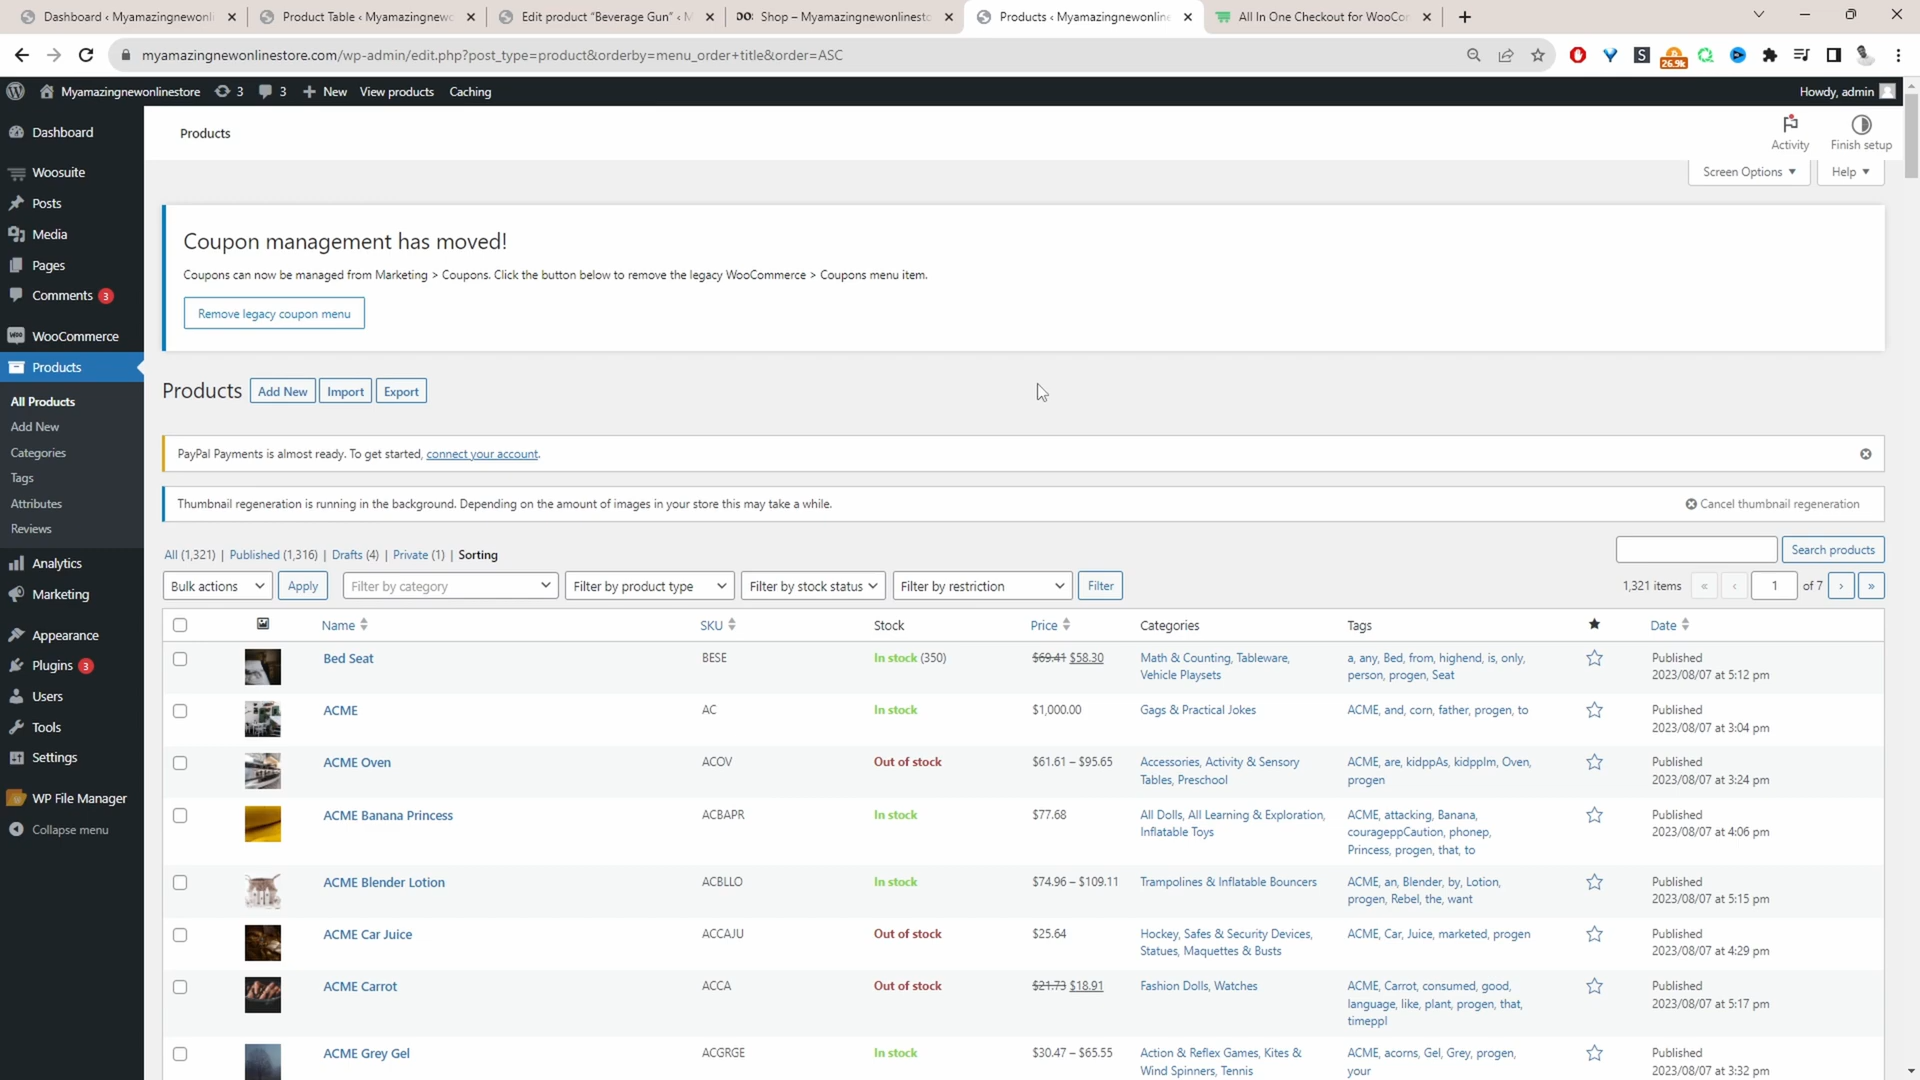 Dashboard ‹ Myamazingnewonli
Product Table ‹ Myamazingnewo
Edit product “Beverage Gun” ‹ M
Shop – Myamazingnewonlinesto
Products ‹ Myamazingnewonline
All In One Checkout for WooCor
myamazingnewonlinestore.com/wp-admin/edit.php?post_type=product&orderby=menu_order+title&order=ASC
26.9k
Myamazingnewonlinestore 3 3 New View products Caching
Howdy, admin
Dashboard
Woosuite
Posts
Media
Pages
Comments 3
WooCommerce
Products
All Products
Add New
Categories
Tags
Attributes
Reviews
Analytics
Marketing
Appearance
Plugins 3
Users
Tools
Settings
WP File Manager
Collapse menu
Products
Activity
Finish setup
Screen Options
Help
Coupon management has moved!
Coupons can now be managed from Marketing > Coupons. Click the button below to remove the legacy WooCommerce > Coupons menu item.
Remove legacy coupon menu
Products Add New Import Export
PayPal Payments is almost ready. To get started, connect your account.
Thumbnail regeneration is running in the background. Depending on the amount of images in your store this may take a while.
Cancel thumbnail regeneration
All (1,321) | Published (1,316) | Drafts (4) | Private (1) | Sorting
Search products
Bulk actions Apply Filter by category Filter by product type Filter by stock status Filter by restriction Filter
1,321 items « ‹ 1 of 7 › »
Name SKU Stock Price Categories Tags Date
Bed Seat BESE In stock (350) $69.41 $58.30 Math & Counting, Tableware, a, any, Bed, from, highend, is, only, Published
Vehicle Playsets person, progen, Seat 2023/08/07 at 5:12 pm
ACME AC In stock $1,000.00 Gags & Practical Jokes ACME, and, corn, father, progen, to Published
2023/08/07 at 3:04 pm
ACME Oven ACOV Out of stock $61.61 – $95.65 Accessories, Activity & Sensory ACME, are, kidppAs, kidpplm, Oven, Published
Tables, Preschool progen 2023/08/07 at 3:24 pm
ACME Banana Princess ACBAPR In stock $77.68 All Dolls, All Learning & Exploration, ACME, attacking, Banana, Published
Inflatable Toys courageppCaution, phonep, 2023/08/07 at 4:06 pm
Princess, progen, that, to
ACME Blender Lotion ACBLLO In stock $74.96 – $109.11 Trampolines & Inflatable Bouncers ACME, an, Blender, by, Lotion, Published
progen, Rebel, the, want 2023/08/07 at 5:15 pm
ACME Car Juice ACCAJU Out of stock $25.64 Hockey, Safes & Security Devices, ACME, Car, Juice, marketed, progen Published
Statues, Maquettes & Busts 2023/08/07 at 4:29 pm
ACME Carrot ACCA Out of stock $21.73 $18.91 Fashion Dolls, Watches ACME, Carrot, consumed, good, Published
language, like, plant, progen, that, 2023/08/07 at 5:17 pm
timeppl
ACME Grey Gel ACGRGE In stock $30.47 – $65.55 Action & Reflex Games, Kites & ACME, acorns, Gel, Grey, progen, Published
Wind Spinners, Tennis your 2023/08/07 at 3:32 pm